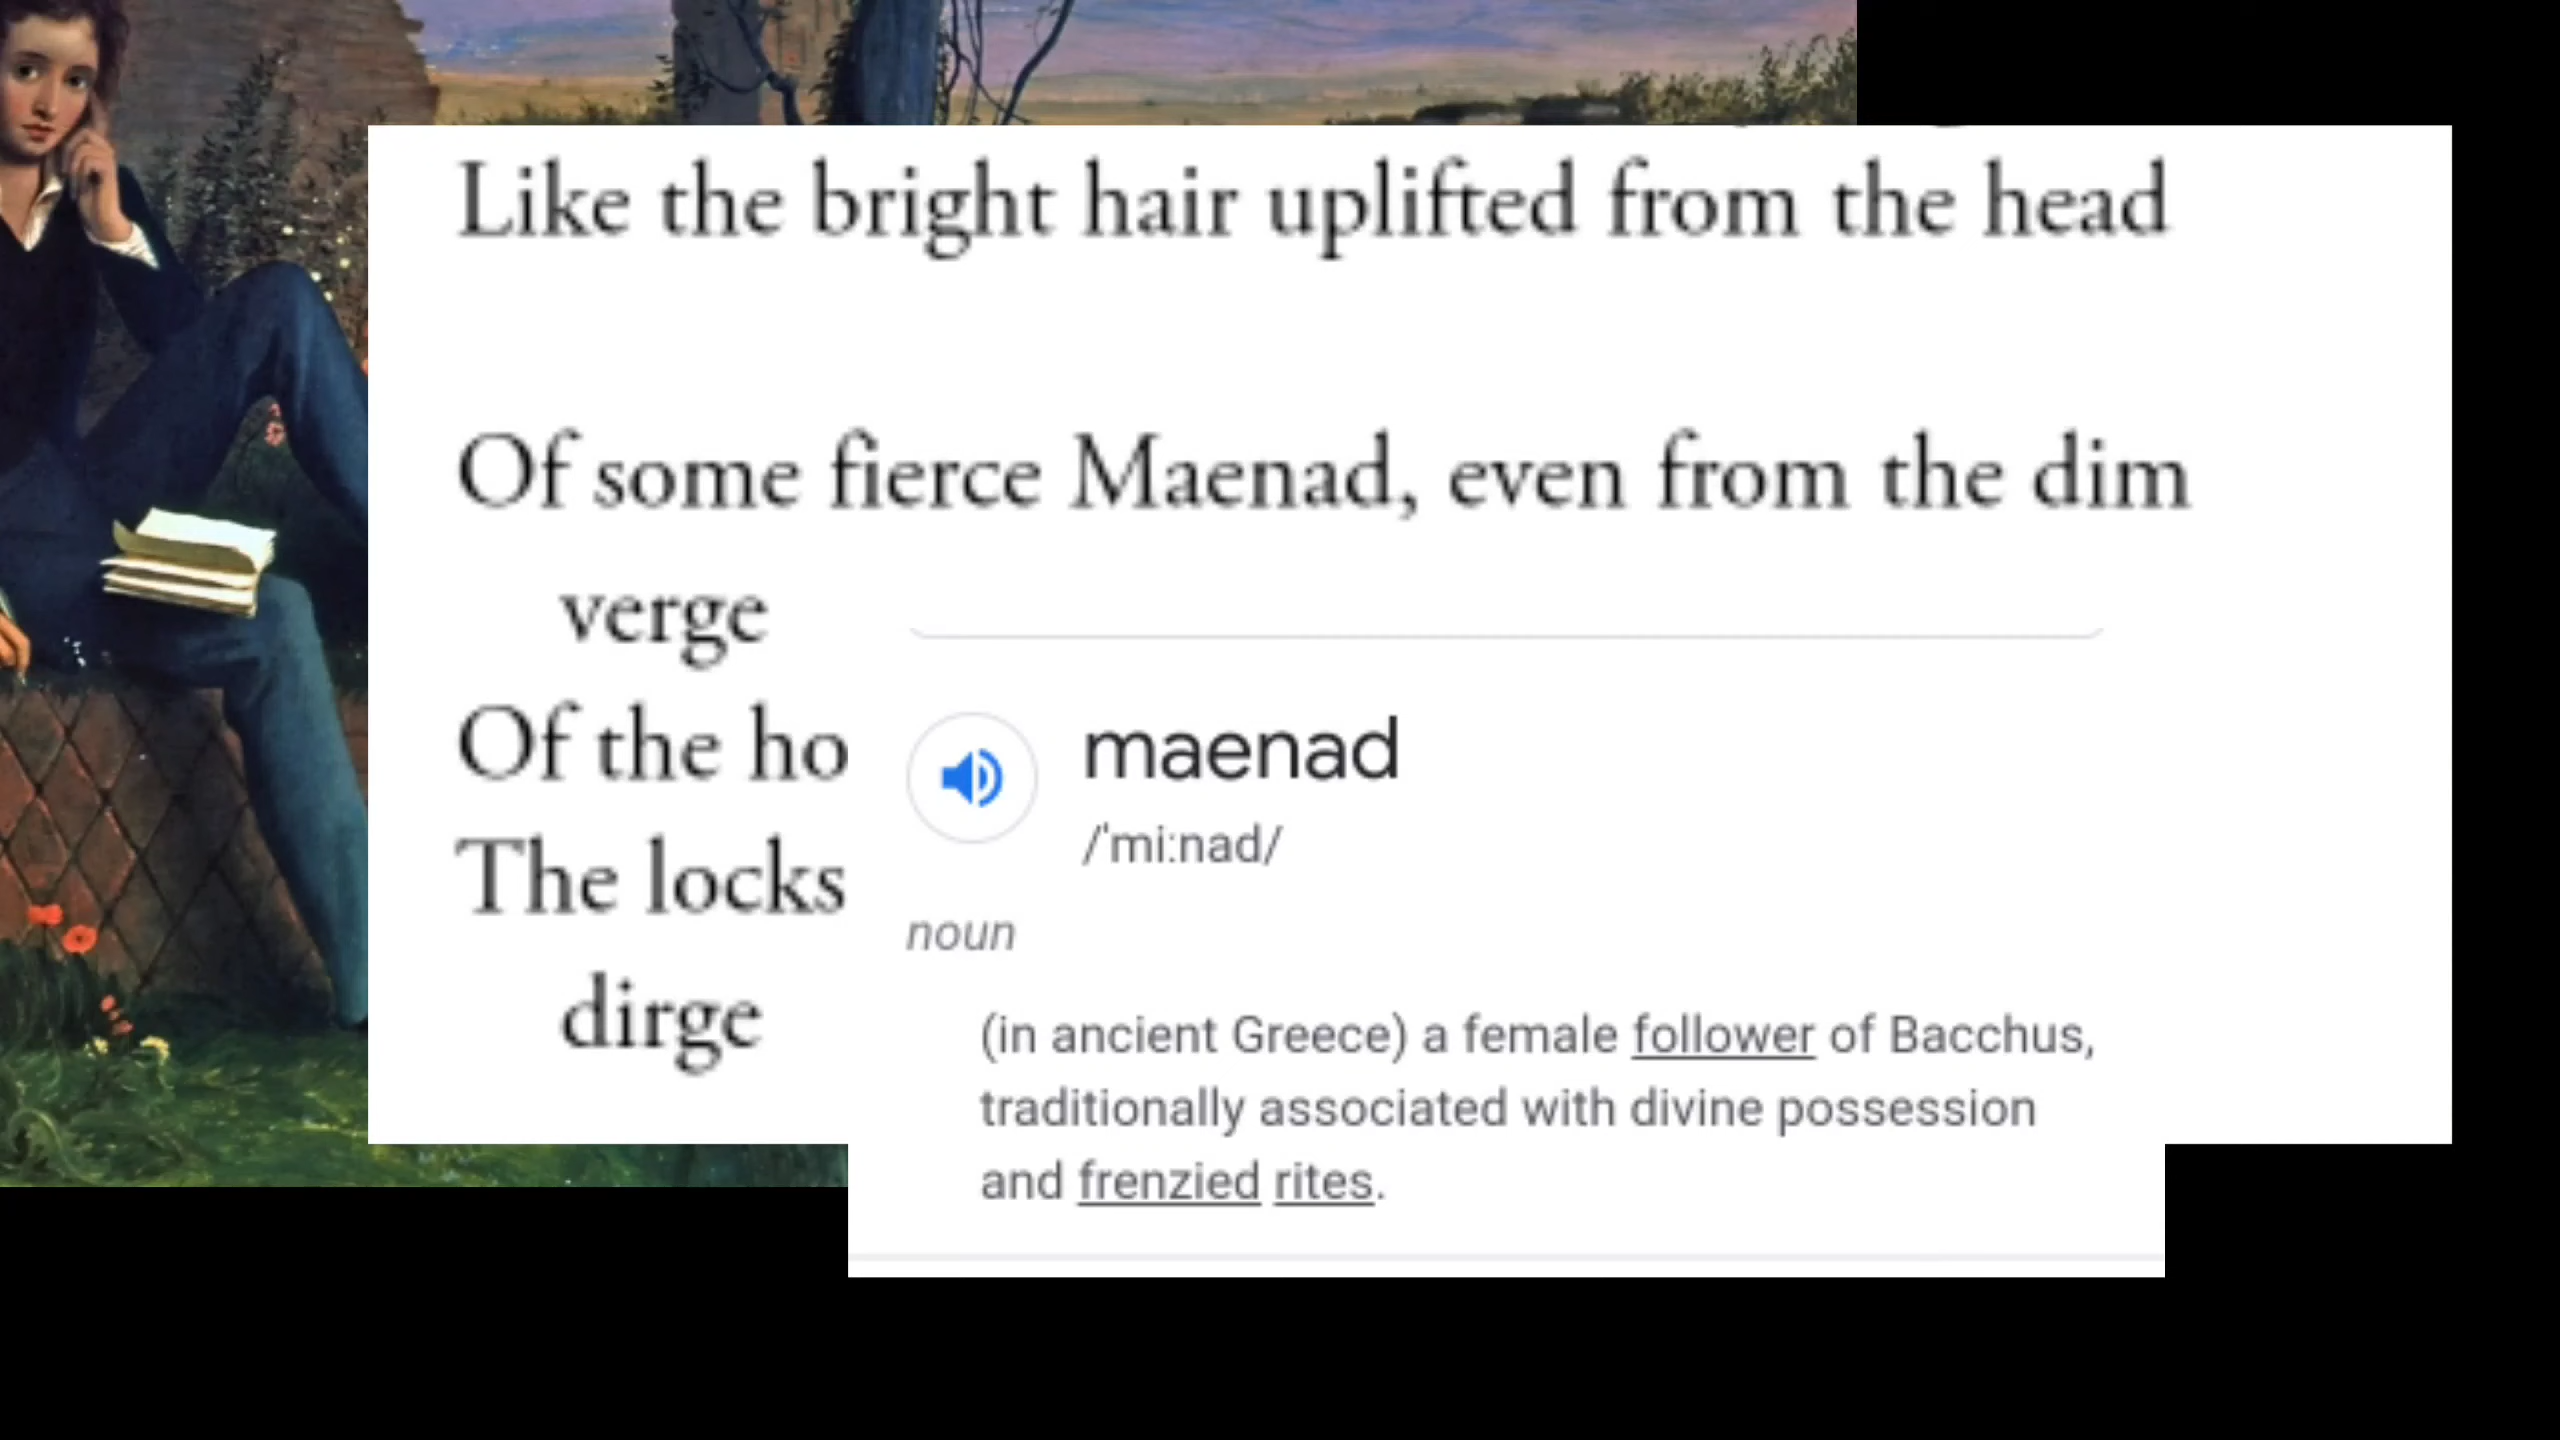 Like the bright hair uplifted from the head
Of some fierce Maenad, even from the dim
verge
Of the ho
The locks
dirge
maenad
/ˈmiːnad/
noun
(in ancient Greece) a female follower of Bacchus,
traditionally associated with divine possession
and frenzied rites.